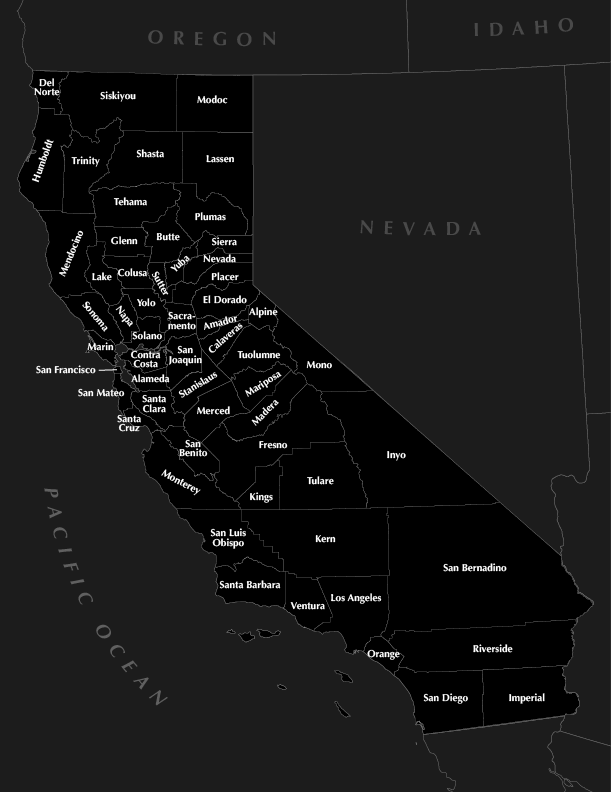 OREGON
IDAHO
Del
Norte
Siskiyou
Modoc
Humboldt
Trinity
Shasta
Lassen
Tehama
Plumas
NEVADA
Mendocino
Glenn
Butte
Sierra
Yuba
Nevada
Lake
Colusa
Sutter
Placer
Sonoma
Napa
Yolo
El Dorado
Sacra-
mento
Amador
Alpine
Solano
Calaveras
Marin
Contra
Costa
San
Joaquin
Tuolumne
Mono
San Francisco
Alameda
Stanislaus
Mariposa
San Mateo
Santa
Clara
Merced
Madera
Santa
Cruz
San
Benito
Fresno
Inyo
Monterey
Kings
Tulare
PACIFIC OCEAN
San Luis
Obispo
Kern
San Bernadino
Santa Barbara
Ventura
Los Angeles
Orange
Riverside
San Diego
Imperial